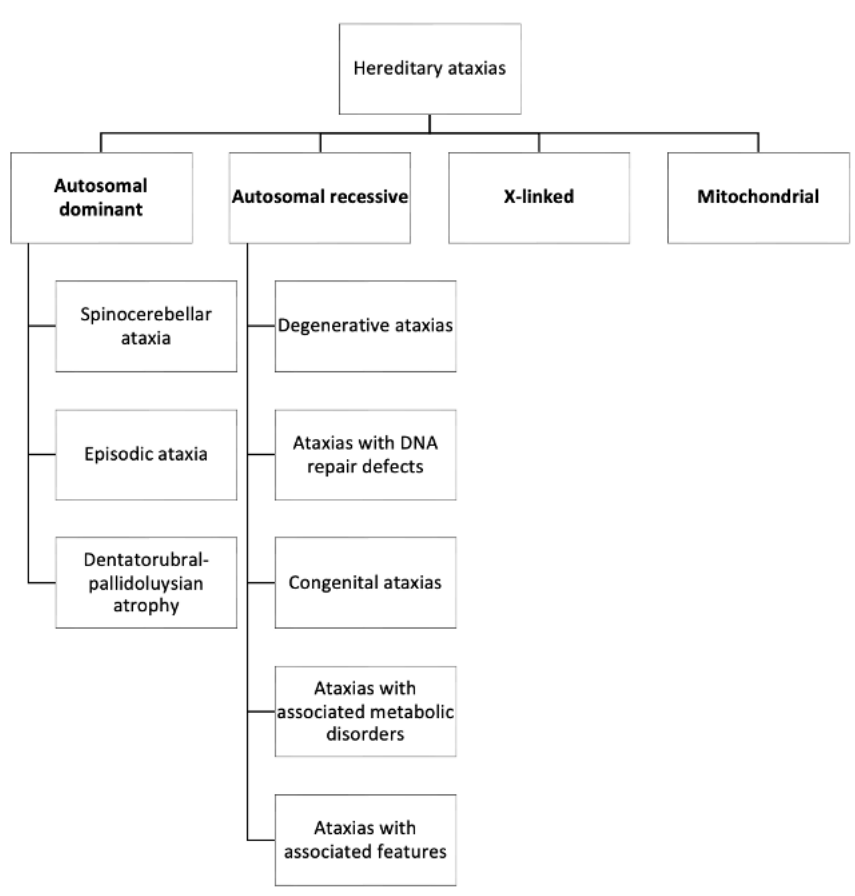 Hereditary ataxias
Autosomal
dominant
Autosomal recessive
X-linked
Mitochondrial
Spinocerebellar
ataxia
Episodic ataxia
Dentatorubral-
pallidoluysian
atrophy
Degenerative ataxias
Ataxias with DNA
repair defects
Congenital ataxias
Ataxias with
associated metabolic
disorders
Ataxias with
associated features